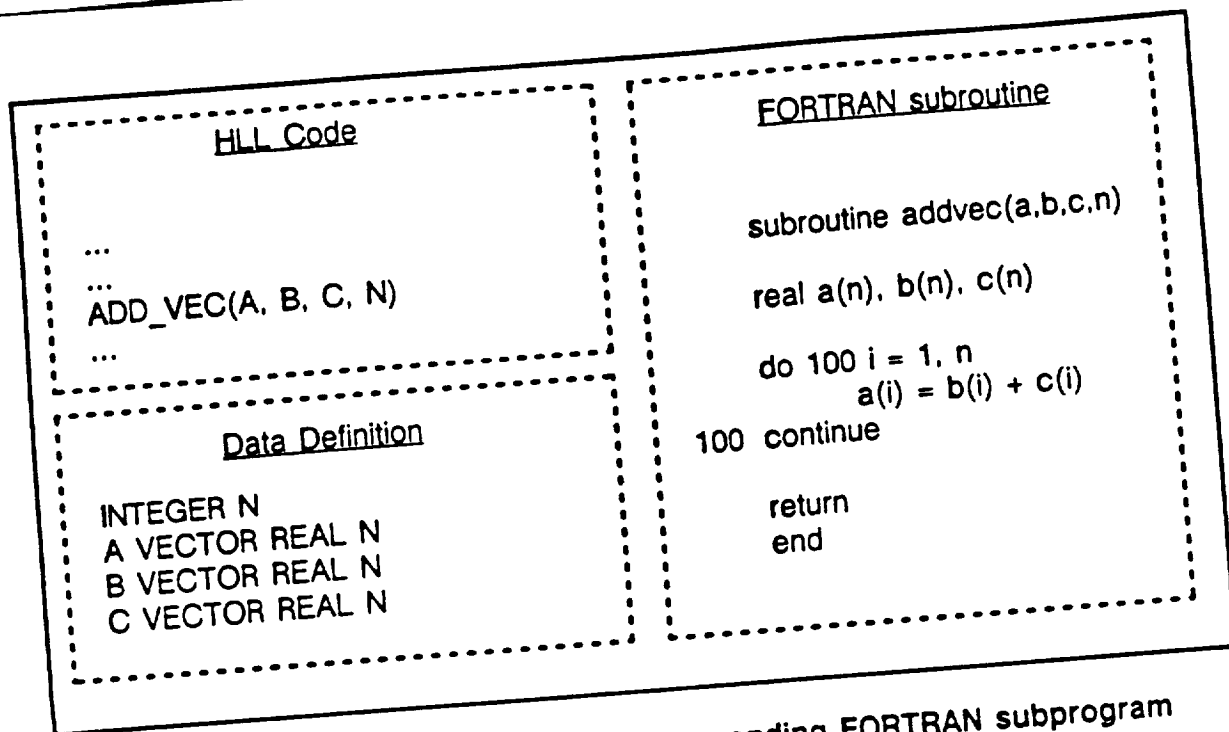 HLL Code
...
...
ADD_VEC(A, B, C, N)
...
Data Definition
INTEGER N
A VECTOR REAL N
B VECTOR REAL N
C VECTOR REAL N
FORTRAN subroutine
subroutine addvec(a,b,c,n)
real a(n), b(n), c(n)
do 100 i = 1, n
a(i) = b(i) + c(i)
100 continue
return
end
FORTRAN subprogram